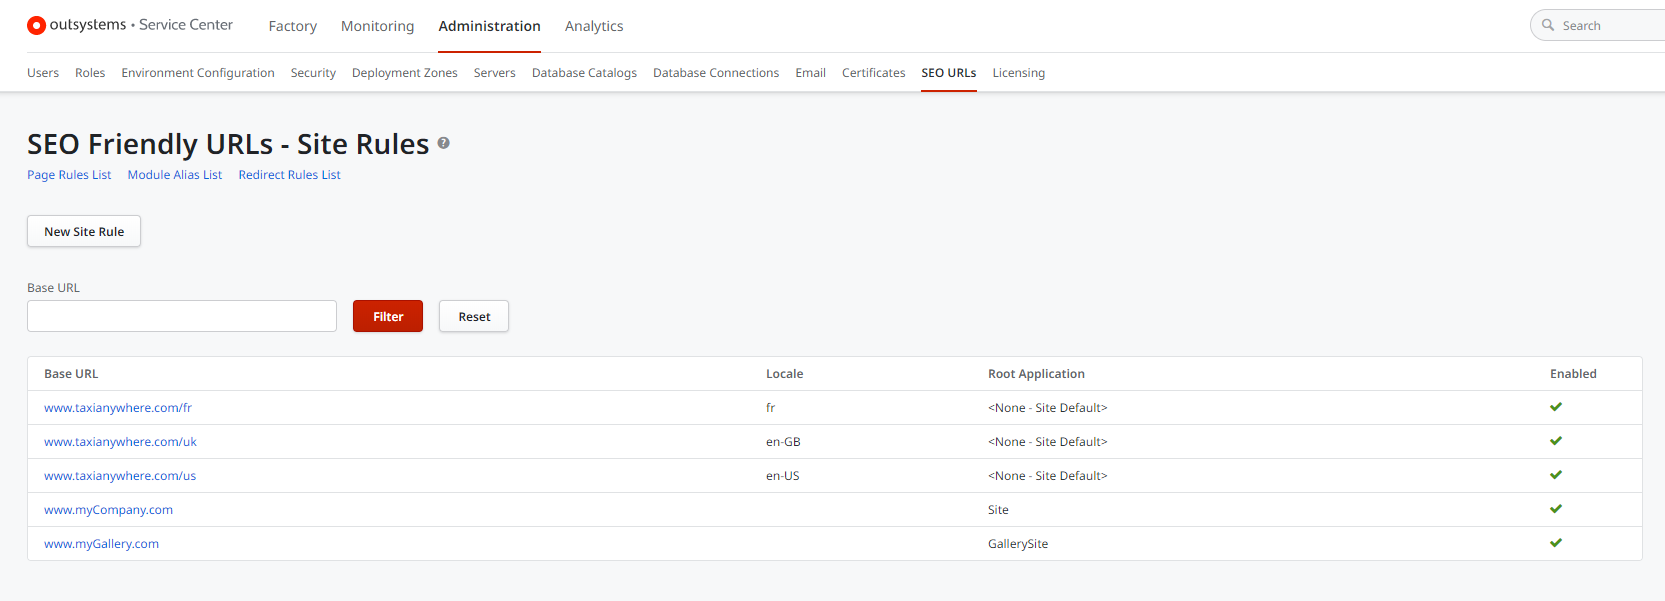 outsystems • Service Center Factory Monitoring Administration Analytics Search
Users Roles Environment Configuration Security Deployment Zones Servers Database Catalogs Database Connections Email Certificates SEO URLs Licensing
SEO Friendly URLs - Site Rules ?
Page Rules List Module Alias List Redirect Rules List
New Site Rule
Base URL
Filter Reset
Base URL Locale Root Application Enabled
www.taxianywhere.com/fr fr <None - Site Default>
www.taxianywhere.com/uk en-GB <None - Site Default>
www.taxianywhere.com/us en-US <None - Site Default>
www.myCompany.com Site
www.myGallery.com GallerySite